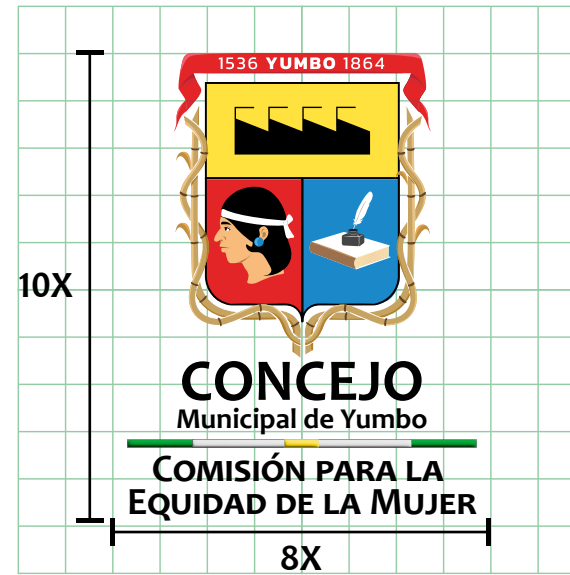 1536 YUMBO 1864
10X
CONCEJO
Municipal de Yumbo
COMISIÓN PARA LA
EQUIDAD DE LA MUJER
8X